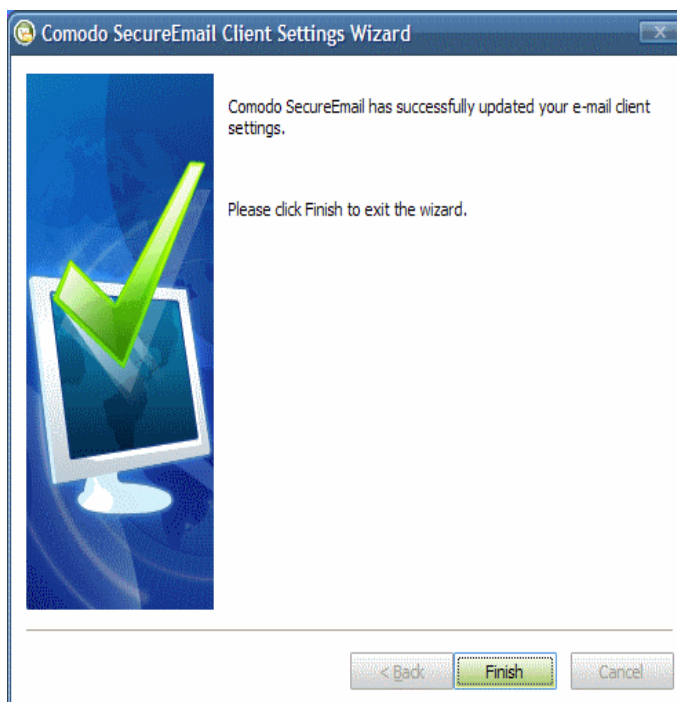 Comodo SecureEmail Client Settings Wizard
Comodo SecureEmail has successfully updated your e-mail client
settings.
Please click Finish to exit the wizard.
< Back
Finish
Cancel